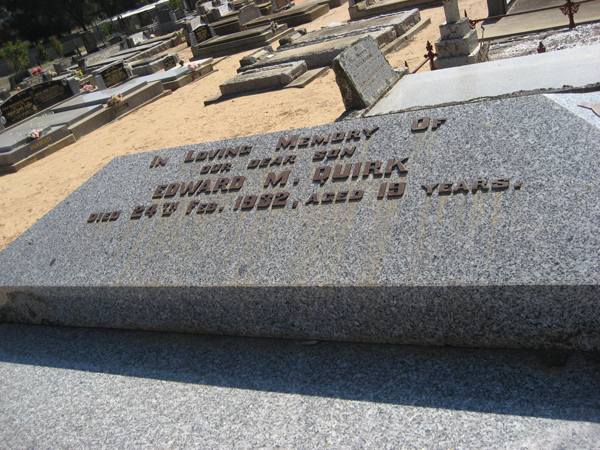 In Loving Memory Of
our dear son
Edward M. Quirk
Died 24TH Feb, 1932, aged 19 years.